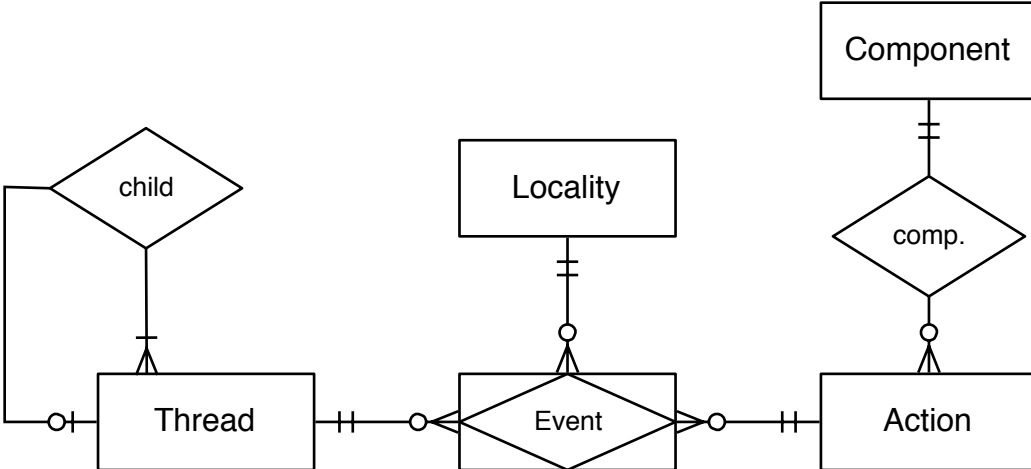 Component
child
Locality
comp.
Thread
Event
Action